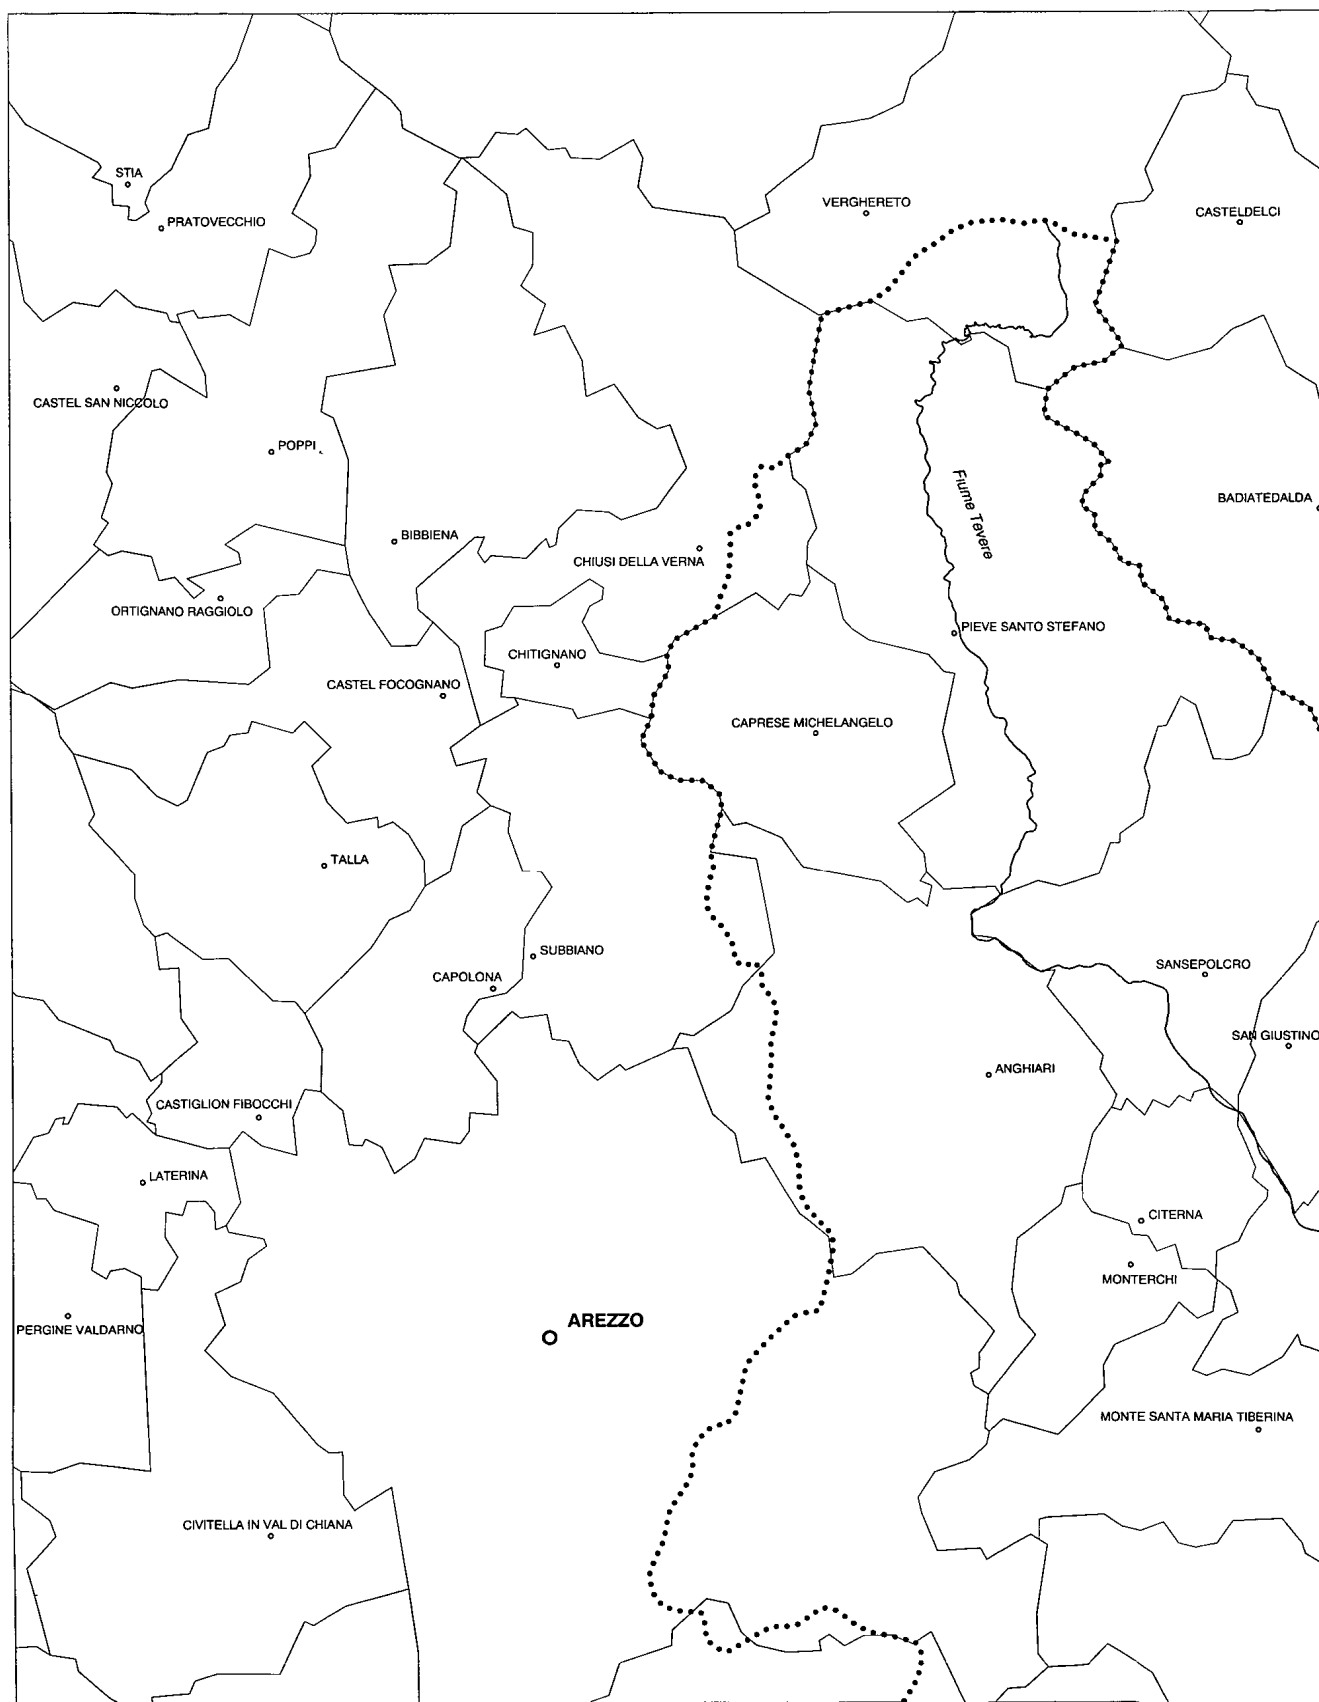 STIA
PRATOVECCHIO
VERGHERETO
CASTELDELCI
CASTEL SAN NICCOLO
POPPI
Fiume Tevere
BADIATEDALDA
BIBBIENA
CHIUSI DELLA VERNA
ORTIGNANO RAGGIOLO
PIEVE SANTO STEFANO
CHITIGNANO
CASTEL FOCOGNANO
CAPRESE MICHELANGELO
TALLA
SUBBIANO
CAPOLONA
SANSEPOLCRO
SAN GIUSTINO
ANGHIARI
CASTIGLION FIBOCCHI
LATERINA
CITERNA
MONTERCHI
AREZZO
PERGINE VALDARNO
MONTE SANTA MARIA TIBERINA
CIVITELLA IN VAL DI CHIANA